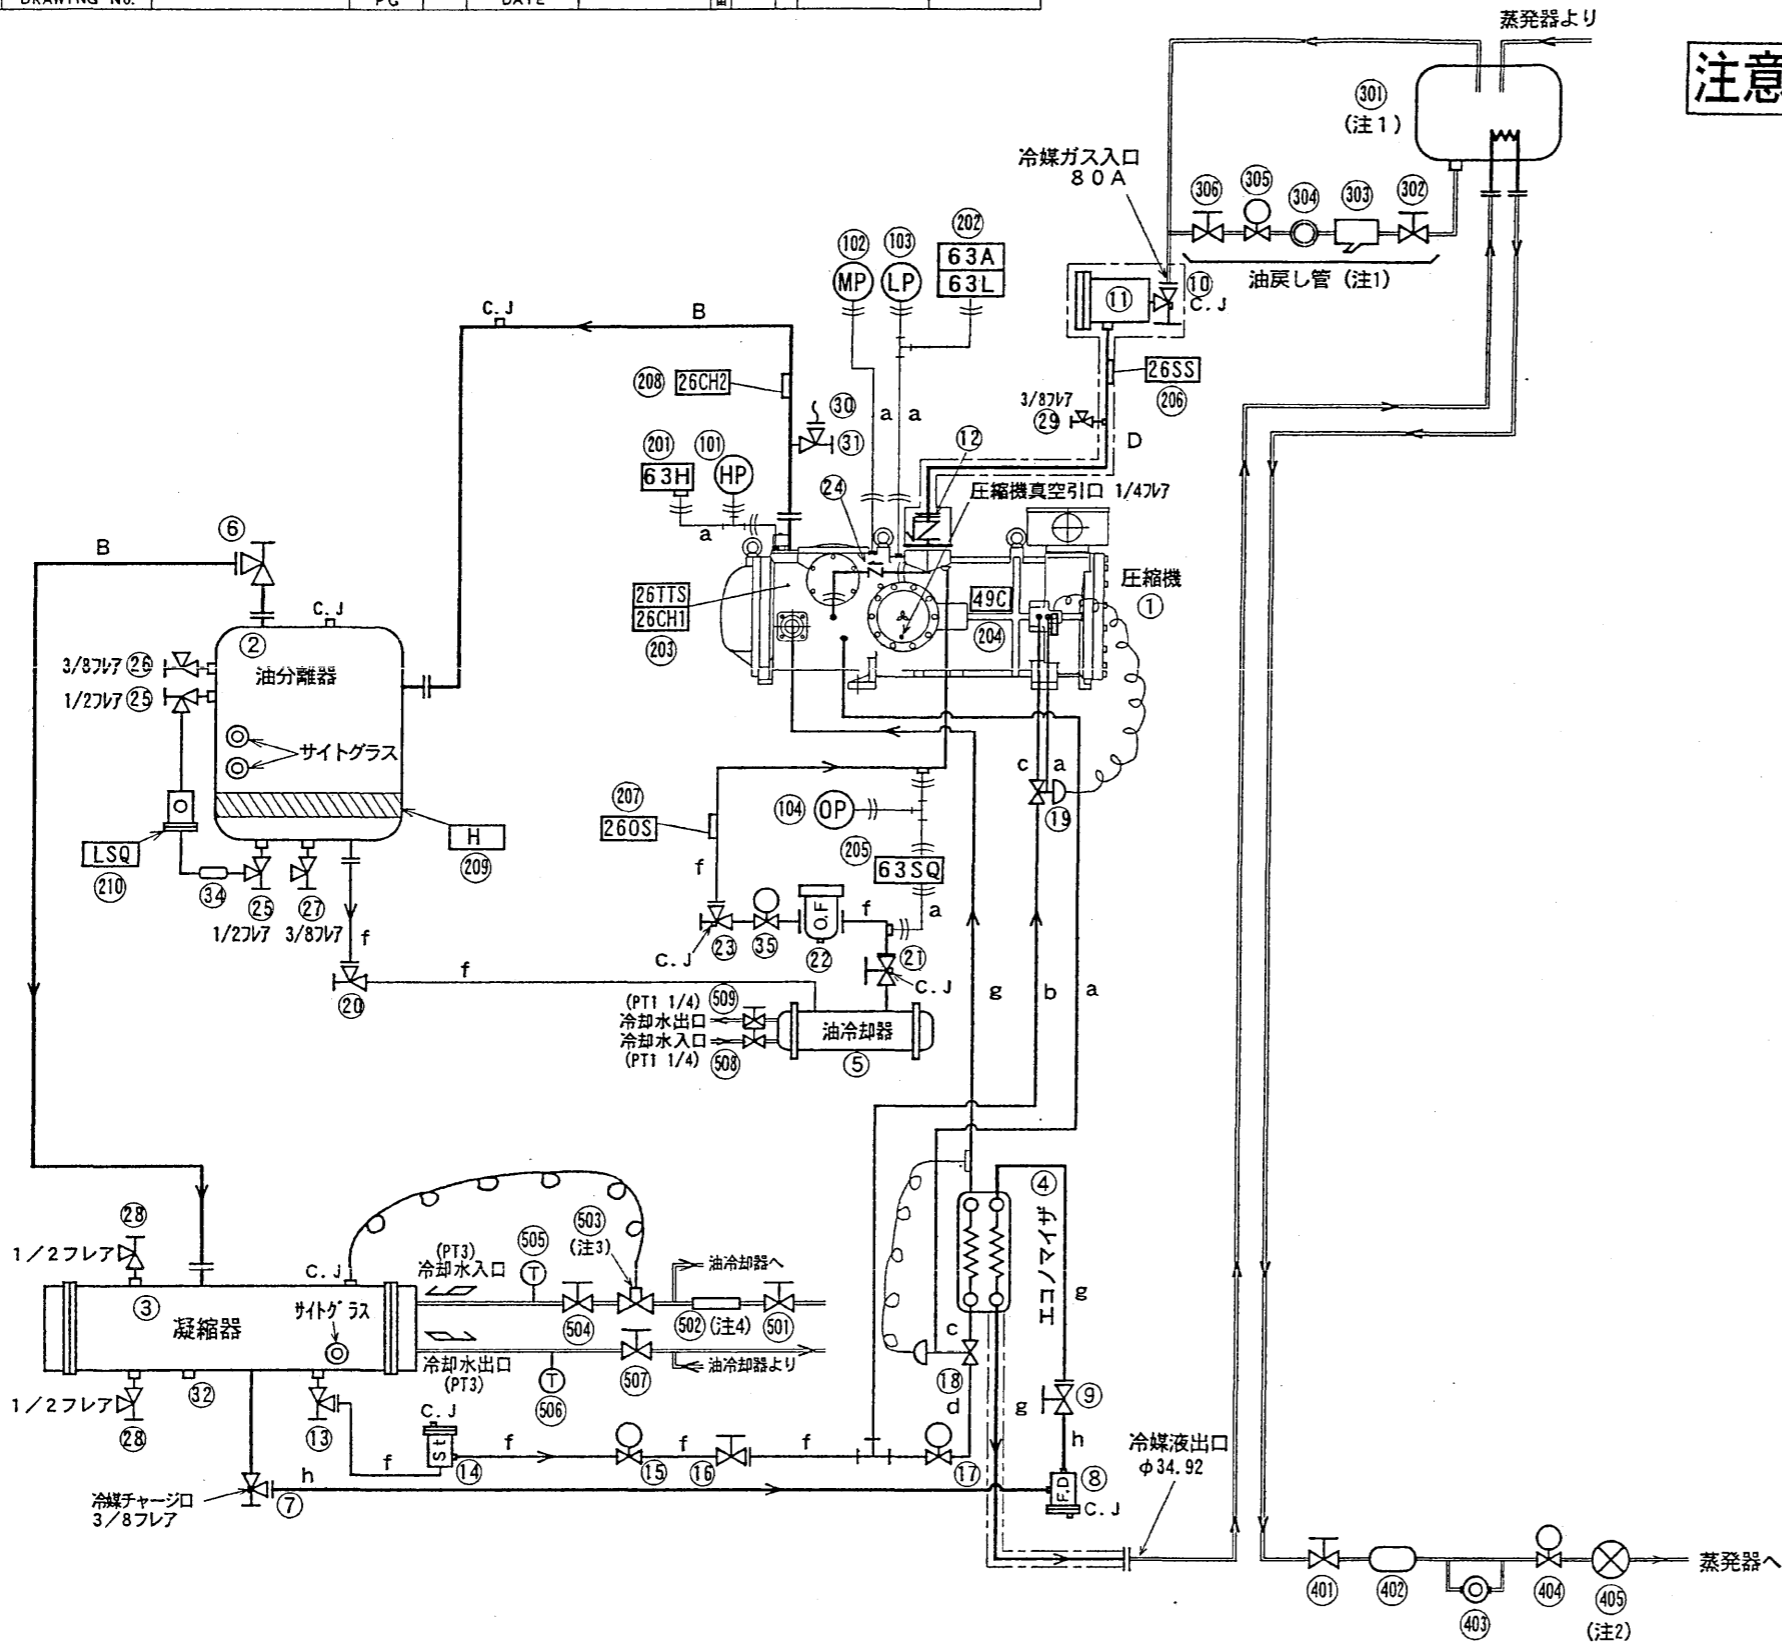 DRAWING No.
PG
DATE
蒸発器より
注意
301
(注1)
冷媒ガス入口
80A
306
305
304
303
302
油戻し管 (注1)
10
C.J
11
102
MP
103
LP
202
63A
63L
C.J
B
208
26CH2
30
31
a
a
26SS
206
3/8フレア
29
D
12
201
63H
101
HP
a
24
圧縮機真空引口 1/4フレア
6
B
26TTS
26CH1
203
49C
204
圧縮機
1
C.J
2
油分離器
3/8フレア
26
1/2フレア
25
サイトグラス
H
209
LSQ
210
34
25
1/2フレア
27
3/8フレア
f
20
f
207
26OS
f
104
OP
205
63SQ
a
c
a
19
23
C.J
35
O.F
22
f
21
C.J
(PT1 1/4)
509
冷却水出口
冷却水入口
(PT1 1/4)
508
油冷却器
5
g
b
a
28
1/2フレア
C.J
3
凝縮器
サイトグラス
(PT3)
冷却水入口
505
T
503
(注3)
油冷却器へ
504
502
(注4)
501
冷却水出口
(PT3)
T
506
507
油冷却器より
4
エコノマイザ
g
c
18
d
g
9
h
1/2フレア
28
32
13
f
C.J
St
14
f
15
f
16
f
17
冷媒チャージ口
3/8フレア
7
h
F.D
8
C.J
冷媒液出口
φ34.92
401
402
403
404
405
(注2)
蒸発器へ